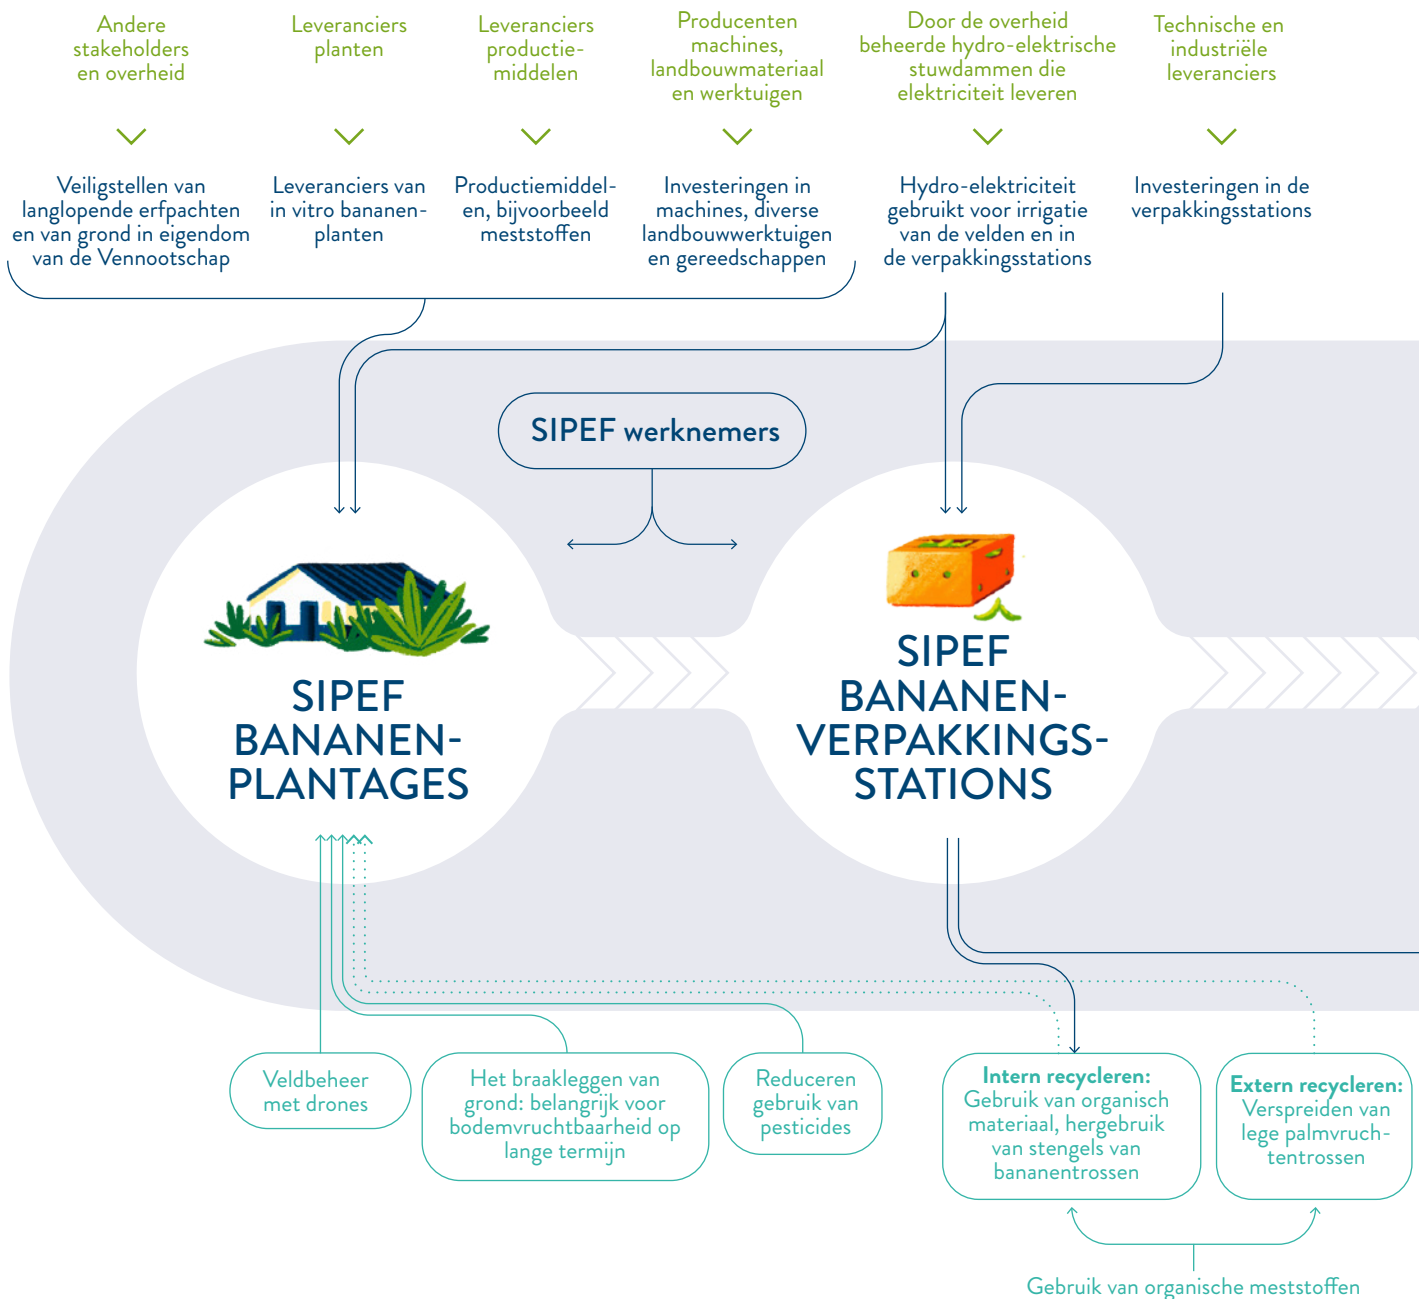 Andere
stakeholders
en overheid
Leveranciers
planten
Leveranciers
productie-
middelen
Producenten
machines,
landbouwmateriaal
en werktuigen
Door de overheid
beheerde hydro-elektrische
stuwdammen die
elektriciteit leveren
Technische en
industriële
leveranciers
Veiligstellen van
langlopende erfpachten
en van grond in eigendom
van de Vennootschap
Leveranciers van
in vitro bananen-
planten
Productiemiddel-
en, bijvoorbeeld
meststoffen
Investeringen in
machines, diverse
landbouwwerktuigen
en gereedschappen
Hydro-elektriciteit
gebruikt voor irrigatie
van de velden en in
de verpakkingsstations
Investeringen in de
verpakkingsstations
SIPEF werknemers
SIPEF
BANANEN-
PLANTAGES
SIPEF
BANANEN-
VERPAKKINGS-
STATIONS
Veldbeheer
met drones
Het braakleggen van
grond: belangrijk voor
bodemvruchtbaarheid op
lange termijn
Reduceren
gebruik van
pesticides
Intern recycleren:
Gebruik van organisch
materiaal, hergebruik
van stengels van
bananentrossen
Extern recycleren:
Verspreiden van
lege palmvruch-
tentrossen
Gebruik van organische meststoffen